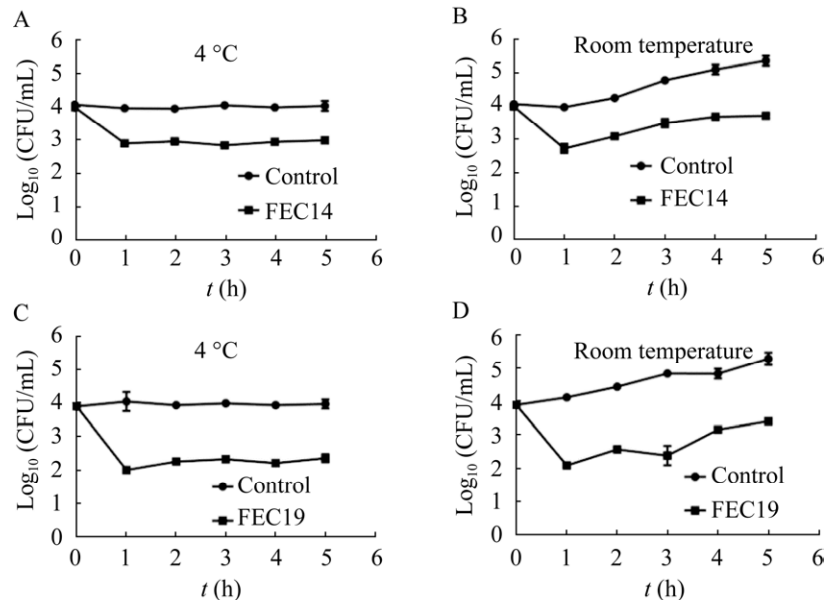 A
4 °C
Log₁₀ (CFU/mL)
6
5
4
3
2
1
0
Control
FEC14
0 1 2 3 4 5 6
t (h)
B
Room temperature
Log₁₀ (CFU/mL)
6
5
4
3
2
1
0
Control
FEC14
0 1 2 3 4 5 6
t (h)
C
4 °C
Log₁₀ (CFU/mL)
6
5
4
3
2
1
0
Control
FEC19
0 1 2 3 4 5 6
t (h)
D
Room temperature
Log₁₀ (CFU/mL)
6
5
4
3
2
1
0
Control
FEC19
0 1 2 3 4 5 6
t (h)